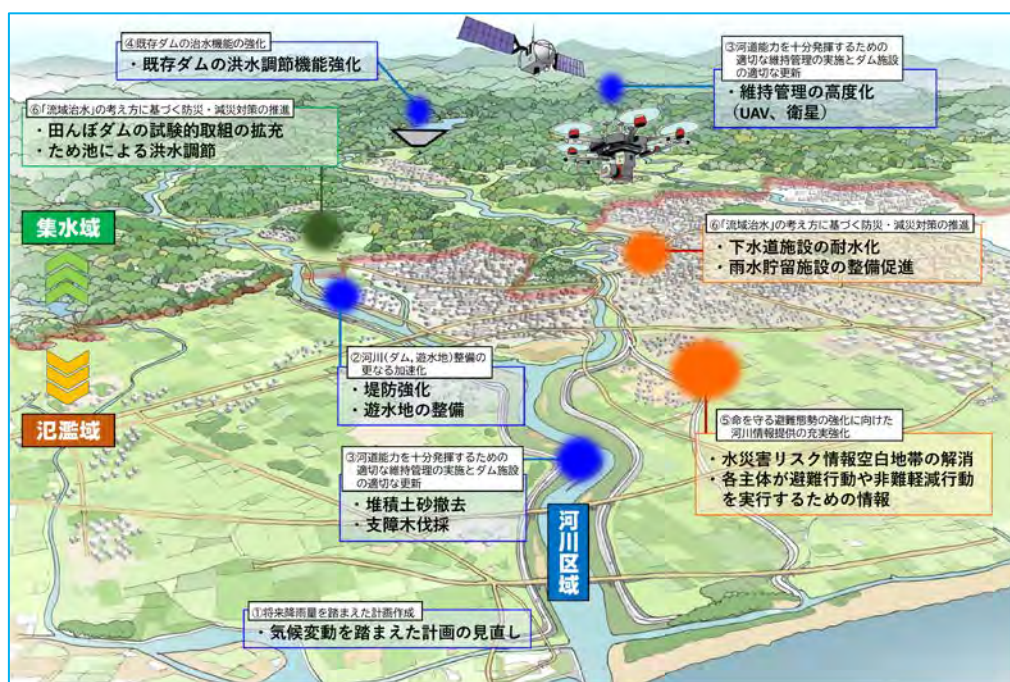 ④既存ダムの治水機能の強化
・既存ダムの洪水調節機能強化
③河道能力を十分発揮するための
適切な維持管理の実施とダム施設
の適切な更新
・維持管理の高度化
（UAV、衛星）
⑥「流域治水」の考え方に基づく防災・減災対策の推進
・田んぼダムの試験的取組の拡充
・ため池による洪水調節
集水域
⑥「流域治水」の考え方に基づく防災・減災対策の推進
・下水道施設の耐水化
・雨水貯留施設の整備促進
②河川(ダム,遊水地)整備の
更なる加速化
・堤防強化
・遊水地の整備
氾濫域
⑤命を守る避難態勢の強化に向けた
河川情報提供の充実強化
・水災害リスク情報空白地帯の解消
・各主体が避難行動や非難軽減行動
を実行するための情報
③河道能力を十分発揮するための
適切な維持管理の実施とダム施設
の適切な更新
・堆積土砂撤去
・支障木伐採
河川区域
①将来降雨量を踏まえた計画作成
・気候変動を踏まえた計画の見直し